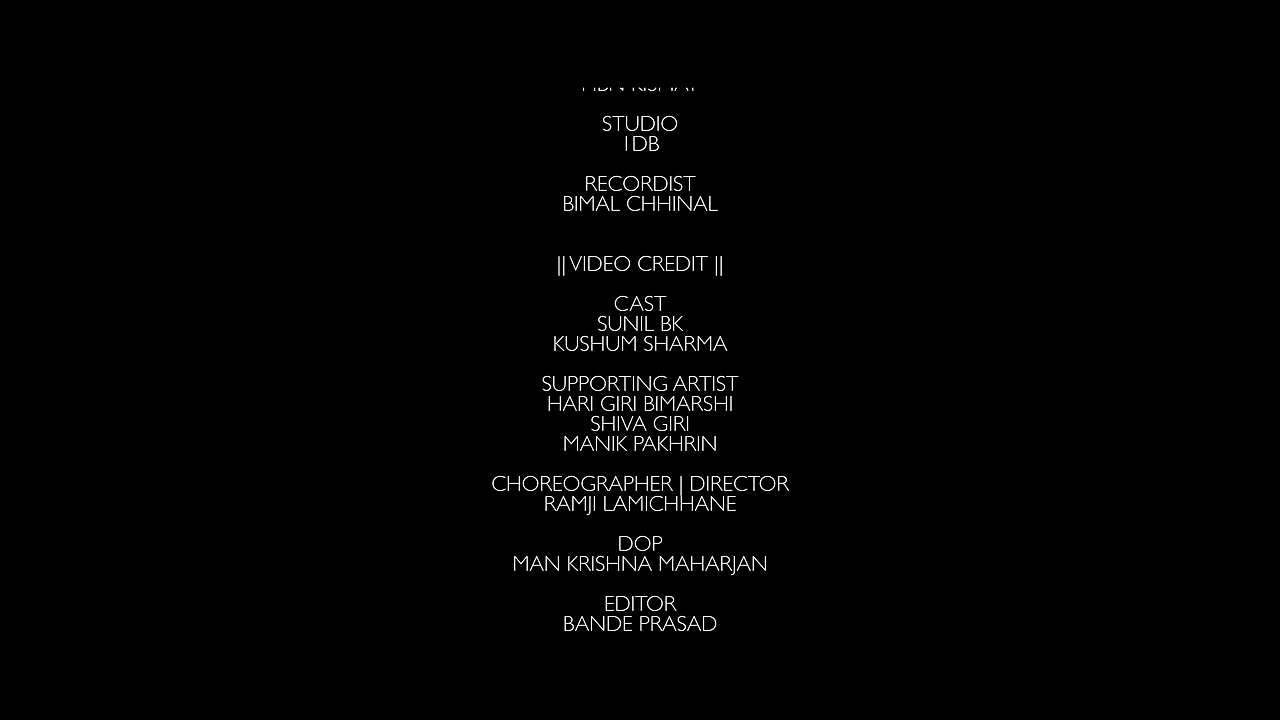 STUDIO
1DB
RECORDIST
BIMAL CHHINAL
|| VIDEO CREDIT ||
CAST
SUNIL BK
KUSHUM SHARMA
SUPPORTING ARTIST
HARI GIRI BIMARSHI
SHIVA GIRI
MANIK PAKHRIN
CHOREOGRAPHER | DIRECTOR
RAMJI LAMICHHANE
DOP
MAN KRISHNA MAHARJAN
EDITOR
BANDE PRASAD